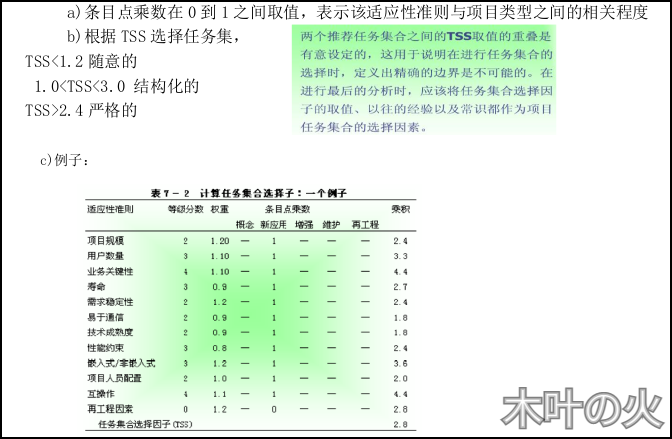 a)条目点乘数在 0 到 1 之间取值，表示该适应性准则与项目类型之间的相关程度
b)根据 TSS 选择任务集，
TSS<1.2 随意的
1.0<TSS<3.0 结构化的
TSS>2.4 严格的
两个推荐任务集合之间的TSS取值的重叠是
有意设定的，这用于说明在进行任务集合的
选择时，定义出精确的边界是不可能的。在
进行最后的分析时，应该将任务集合选择因
子的取值、以往的经验以及常识都作为项目
任务集合的选择因素。
c)例子：
表 7－2 计算任务集合选择子：一个例子
适应性准则 等级分数 权重 条目点乘数 乘积
概念 新应用 增强 维护 再工程
项目规模 2 1.20 — 1 — — — 2.4
用户数量 3 1.10 — 1 — — — 3.3
业务关键性 4 1.10 — 1 — — — 4.4
寿命 3 0.9 — 1 — — — 2.7
需求稳定性 2 1.2 — 1 — — — 2.4
易于通信 2 0.9 — 1 — — — 1.8
技术成熟度 2 0.9 — 1 — — — 1.8
性能约束 3 0.8 — 1 — — — 2.4
嵌入式/非嵌入式 3 1.2 — 1 — — — 3.6
项目人员配置 2 1.0 — 1 — — — 2.0
互操作 4 1.1 — 1 — — — 4.4
再工程因素 0 1.2 — 0 — — — 2.8
任务集合选择因子(TSS) 2.8
木叶の火